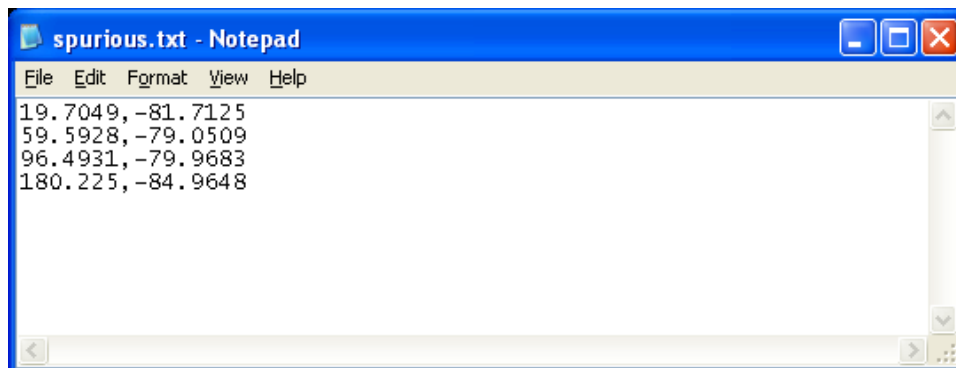 spurious.txt - Notepad
File Edit Format View Help
19.7049,-81.7125
59.5928,-79.0509
96.4931,-79.9683
180.225,-84.9648